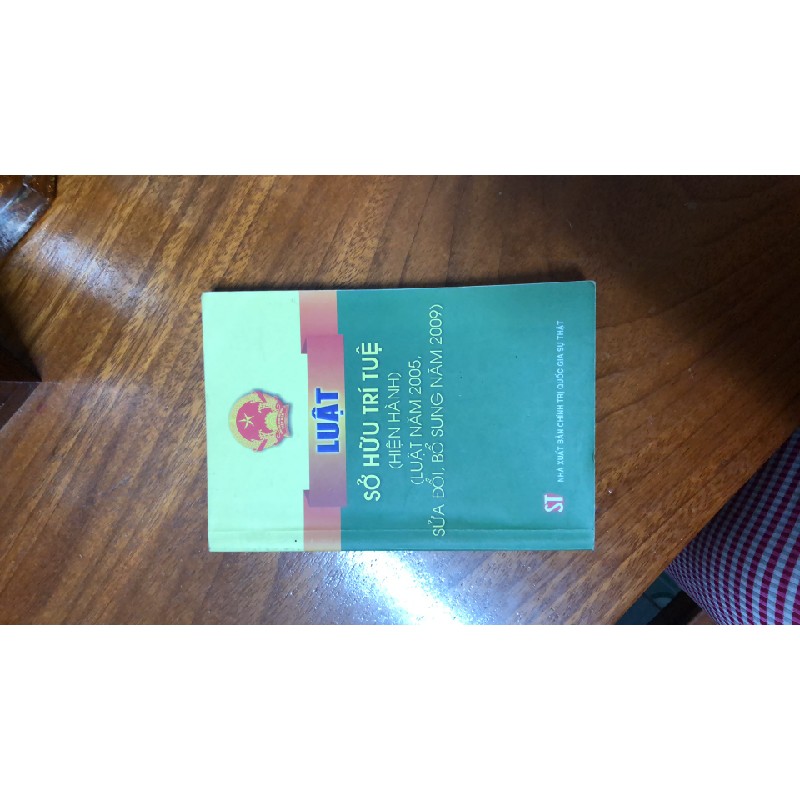 LUẬT
SỞ HỮU TRÍ TUỆ
(HIỆN HÀNH)
(LUẬT NĂM 2005,
SỬA ĐỔI, BỔ SUNG NĂM 2009)
ST NHÀ XUẤT BẢN CHÍNH TRỊ QUỐC GIA SỰ THẬT